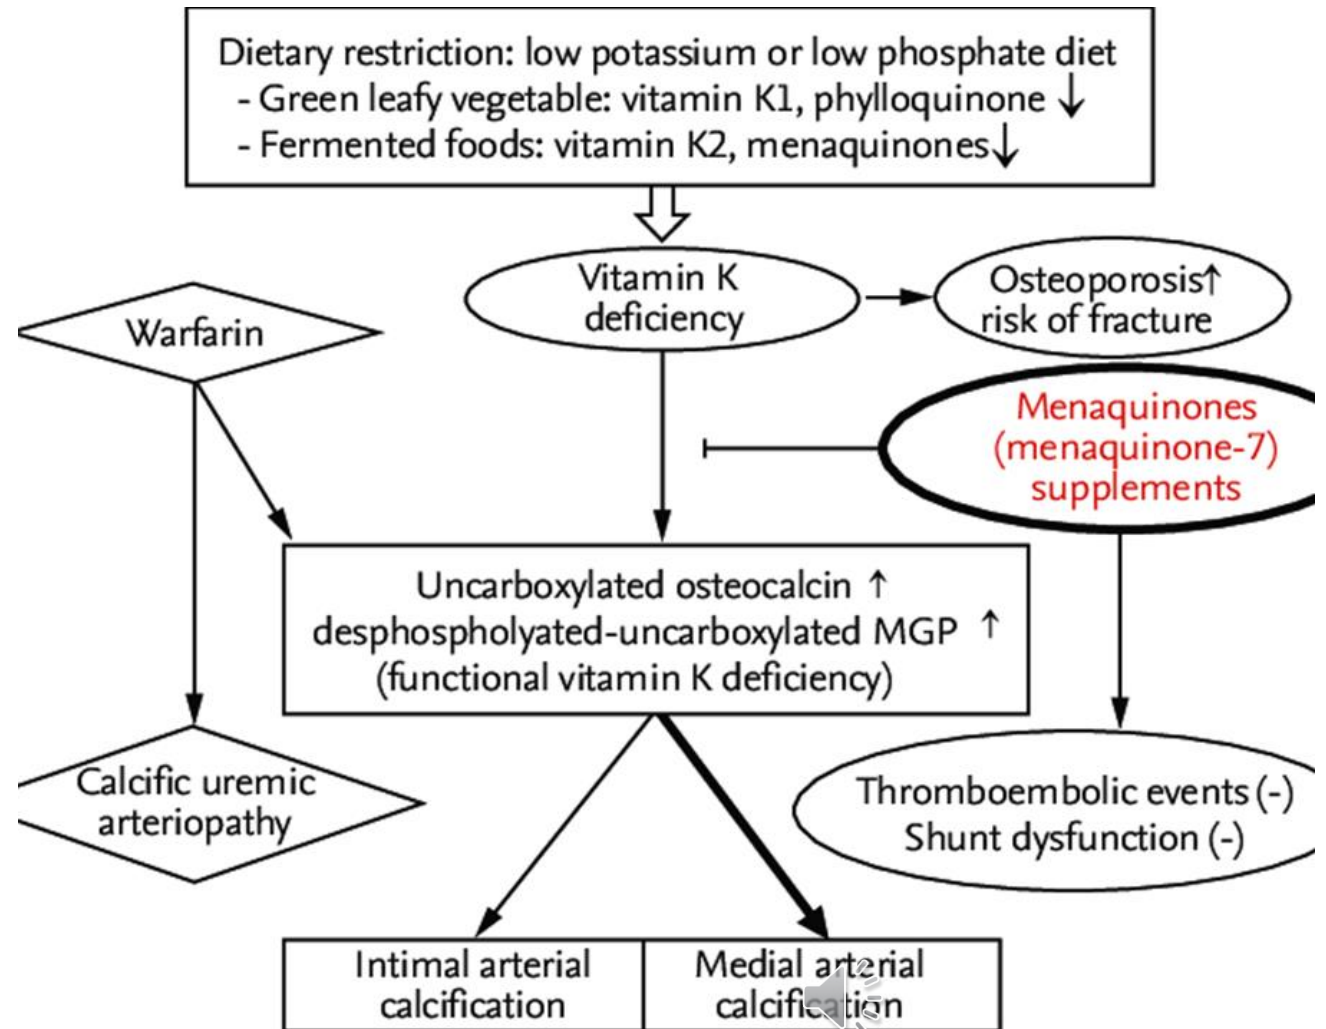 Dietary restriction: low potassium or low phosphate diet
- Green leafy vegetable: vitamin K1, phylloquinone ↓
- Fermented foods: vitamin K2, menaquinones↓
Vitamin K
deficiency
Osteoporosis↑
risk of fracture
Warfarin
Menaquinones
(menaquinone-7)
supplements
Uncarboxylated osteocalcin ↑
desphospholyated-uncarboxylated MGP ↑
(functional vitamin K deficiency)
Calcific uremic
arteriopathy
Thromboembolic events (-)
Shunt dysfunction (-)
Intimal arterial
calcification
Medial arterial
calcification